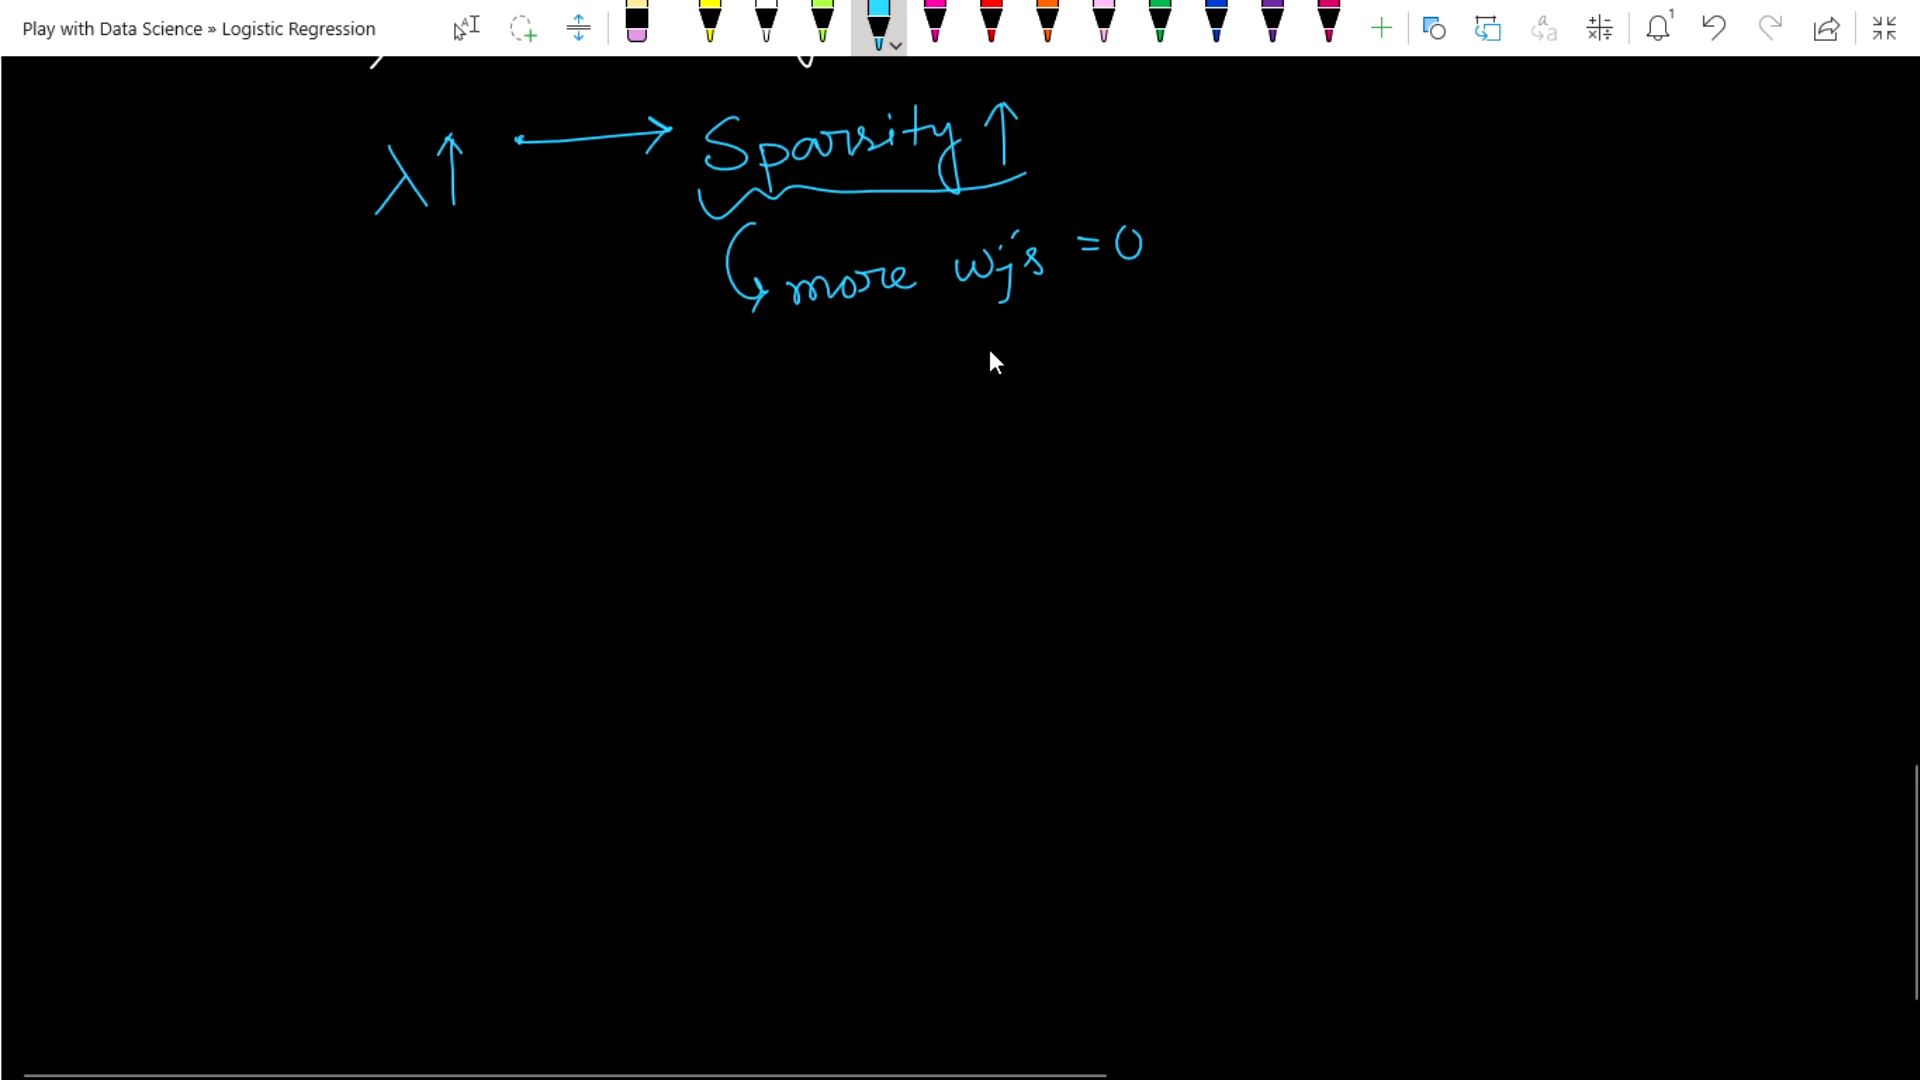 Play with Data Science » Logistic Regression
λ↑ → Sparsity ↑
more wj's = 0